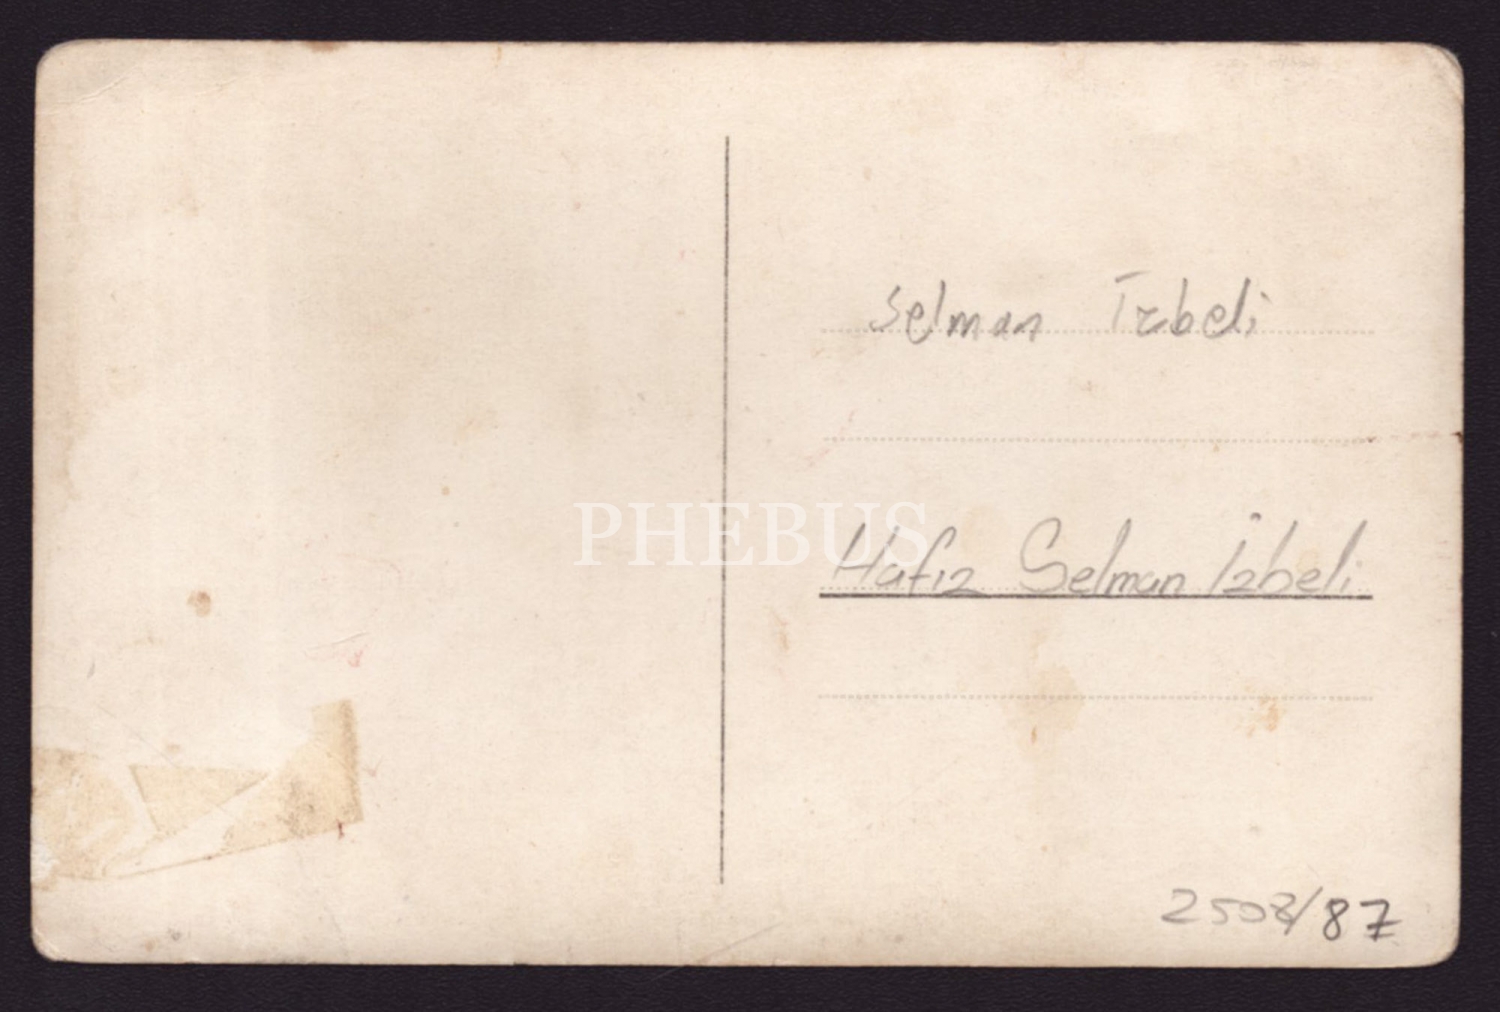 Selman İzbeli
PHEBUS
Hafız Selman İzbeli
2508/87